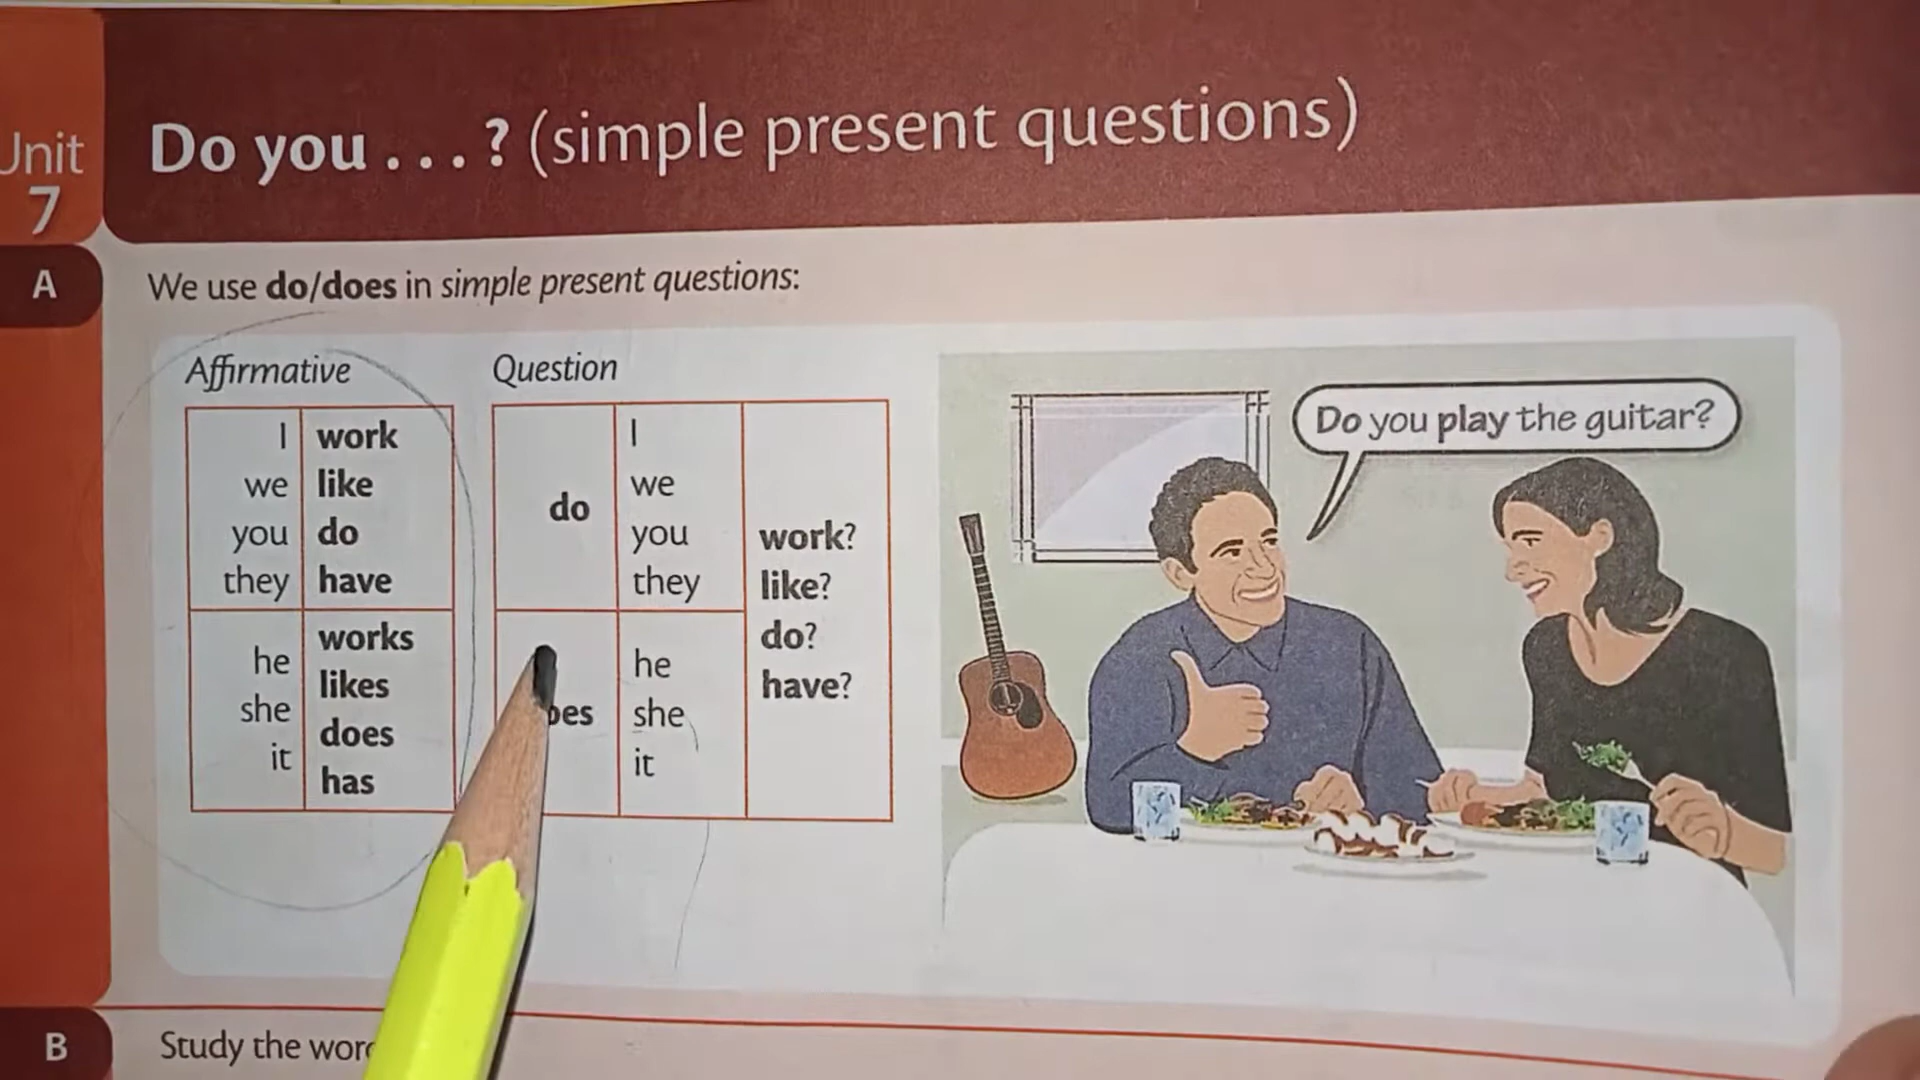 Unit
7
Do you . . . ? (simple present questions)
A
We use do/does in simple present questions:
Affirmative
I
we
you
they
work
like
do
have
he
she
it
works
likes
does
has
Question
do
I
we
you
they
he
she
it
work?
like?
do?
have?
Do you play the guitar?
B
Study the